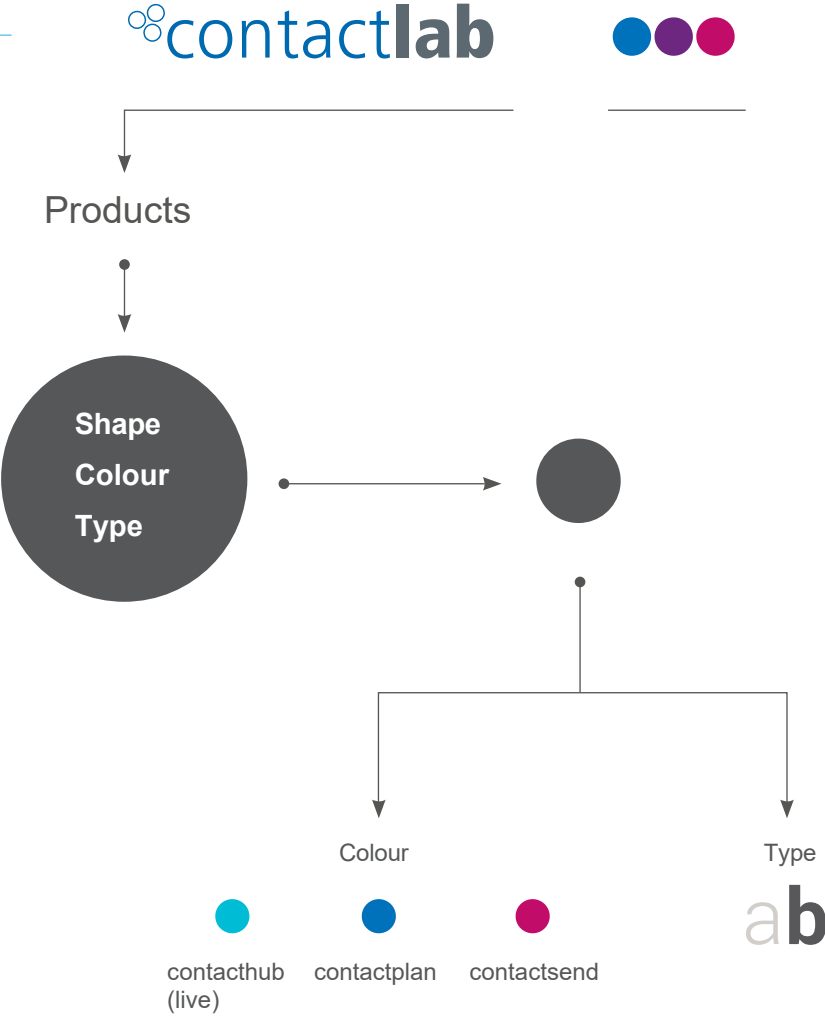 contactlab
Products
Shape
Colour
Type
Colour
Type
ab
contacthub contactplan contactsend
(live)